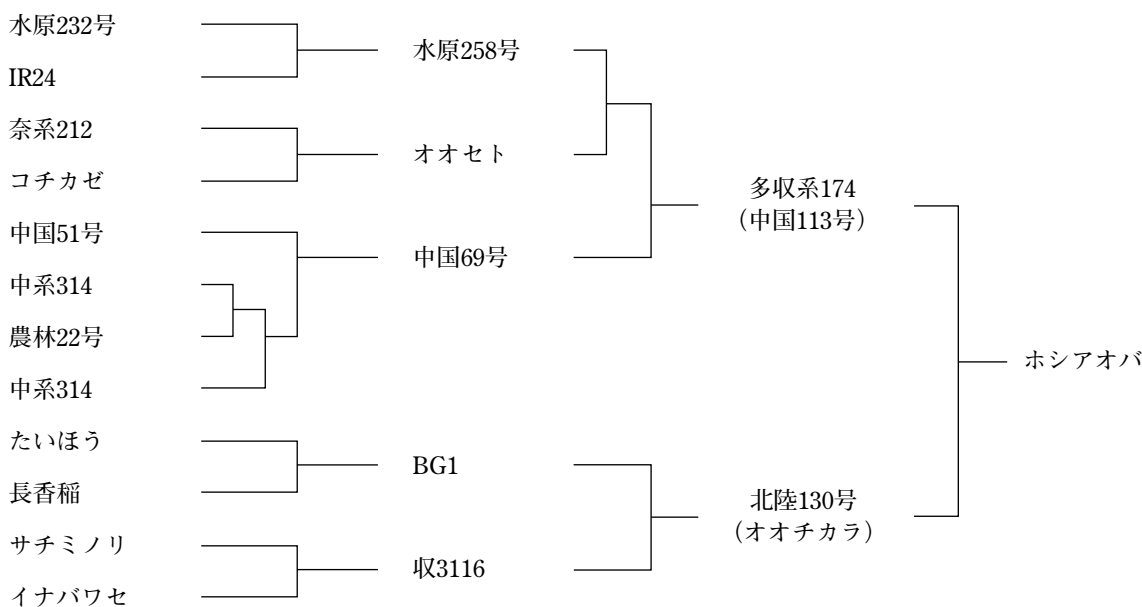 水原232号
IR24
奈系212
コチカゼ
中国51号
中系314
農林22号
中系314
たいほう
長香稲
サチミノリ
イナバワセ
水原258号
オオセト
中国69号
BG1
収3116
多収系174
（中国113号）
北陸130号
（オオチカラ）
ホシアオバ